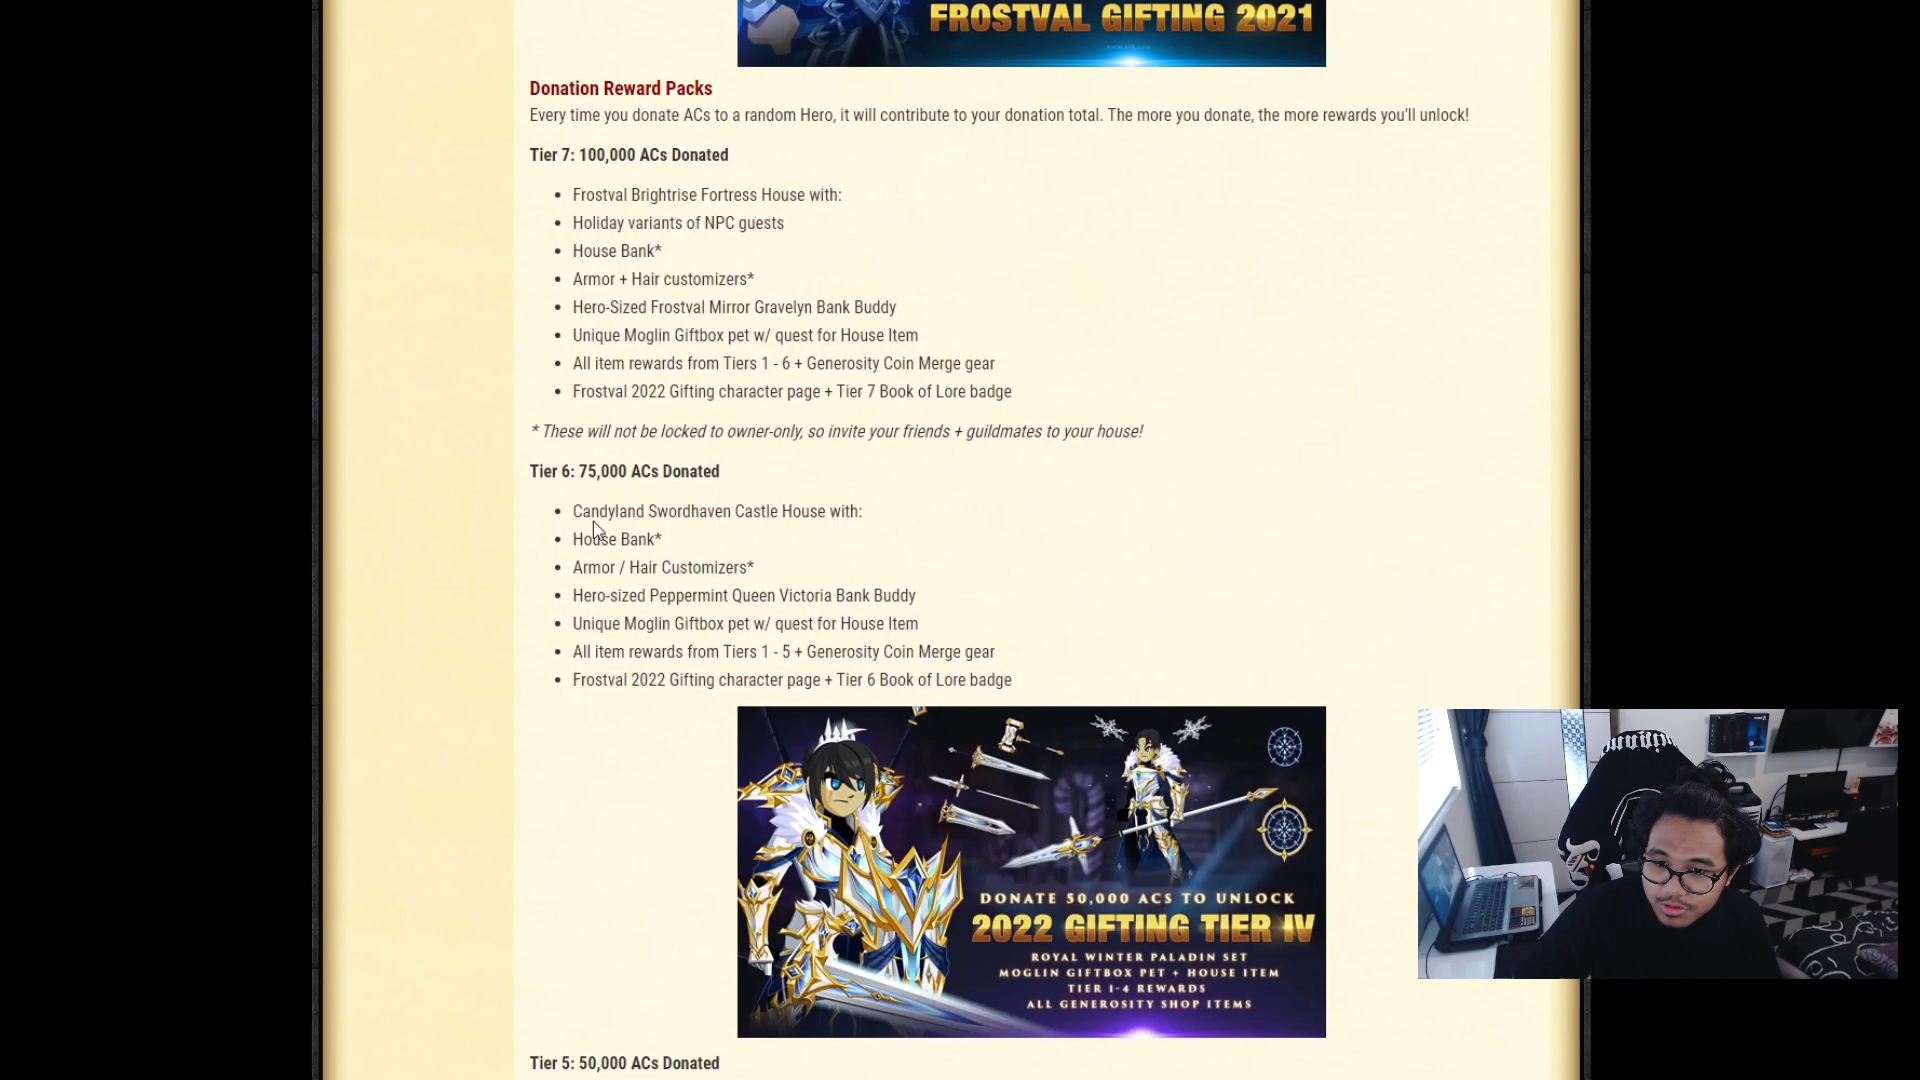 FROSTVAL GIFTING 2021
Donation Reward Packs
Every time you donate ACs to a random Hero, it will contribute to your donation total. The more you donate, the more rewards you'll unlock!
Tier 7: 100,000 ACs Donated
Frostval Brightrise Fortress House with:
Holiday variants of NPC guests
House Bank*
Armor + Hair customizers*
Hero-Sized Frostval Mirror Gravelyn Bank Buddy
Unique Moglin Giftbox pet w/ quest for House Item
All item rewards from Tiers 1 - 6 + Generosity Coin Merge gear
Frostval 2022 Gifting character page + Tier 7 Book of Lore badge
* These will not be locked to owner-only, so invite your friends + guildmates to your house!
Tier 6: 75,000 ACs Donated
Candyland Swordhaven Castle House with:
House Bank*
Armor / Hair Customizers*
Hero-sized Peppermint Queen Victoria Bank Buddy
Unique Moglin Giftbox pet w/ quest for House Item
All item rewards from Tiers 1 - 5 + Generosity Coin Merge gear
Frostval 2022 Gifting character page + Tier 6 Book of Lore badge
DONATE 50,000 ACS TO UNLOCK
2022 GIFTING TIER IV
ROYAL WINTER PALADIN SET
MOGLIN GIFTBOX PET + HOUSE ITEM
TIER 1-4 REWARDS
ALL GENEROSITY SHOP ITEMS
Tier 5: 50,000 ACs Donated